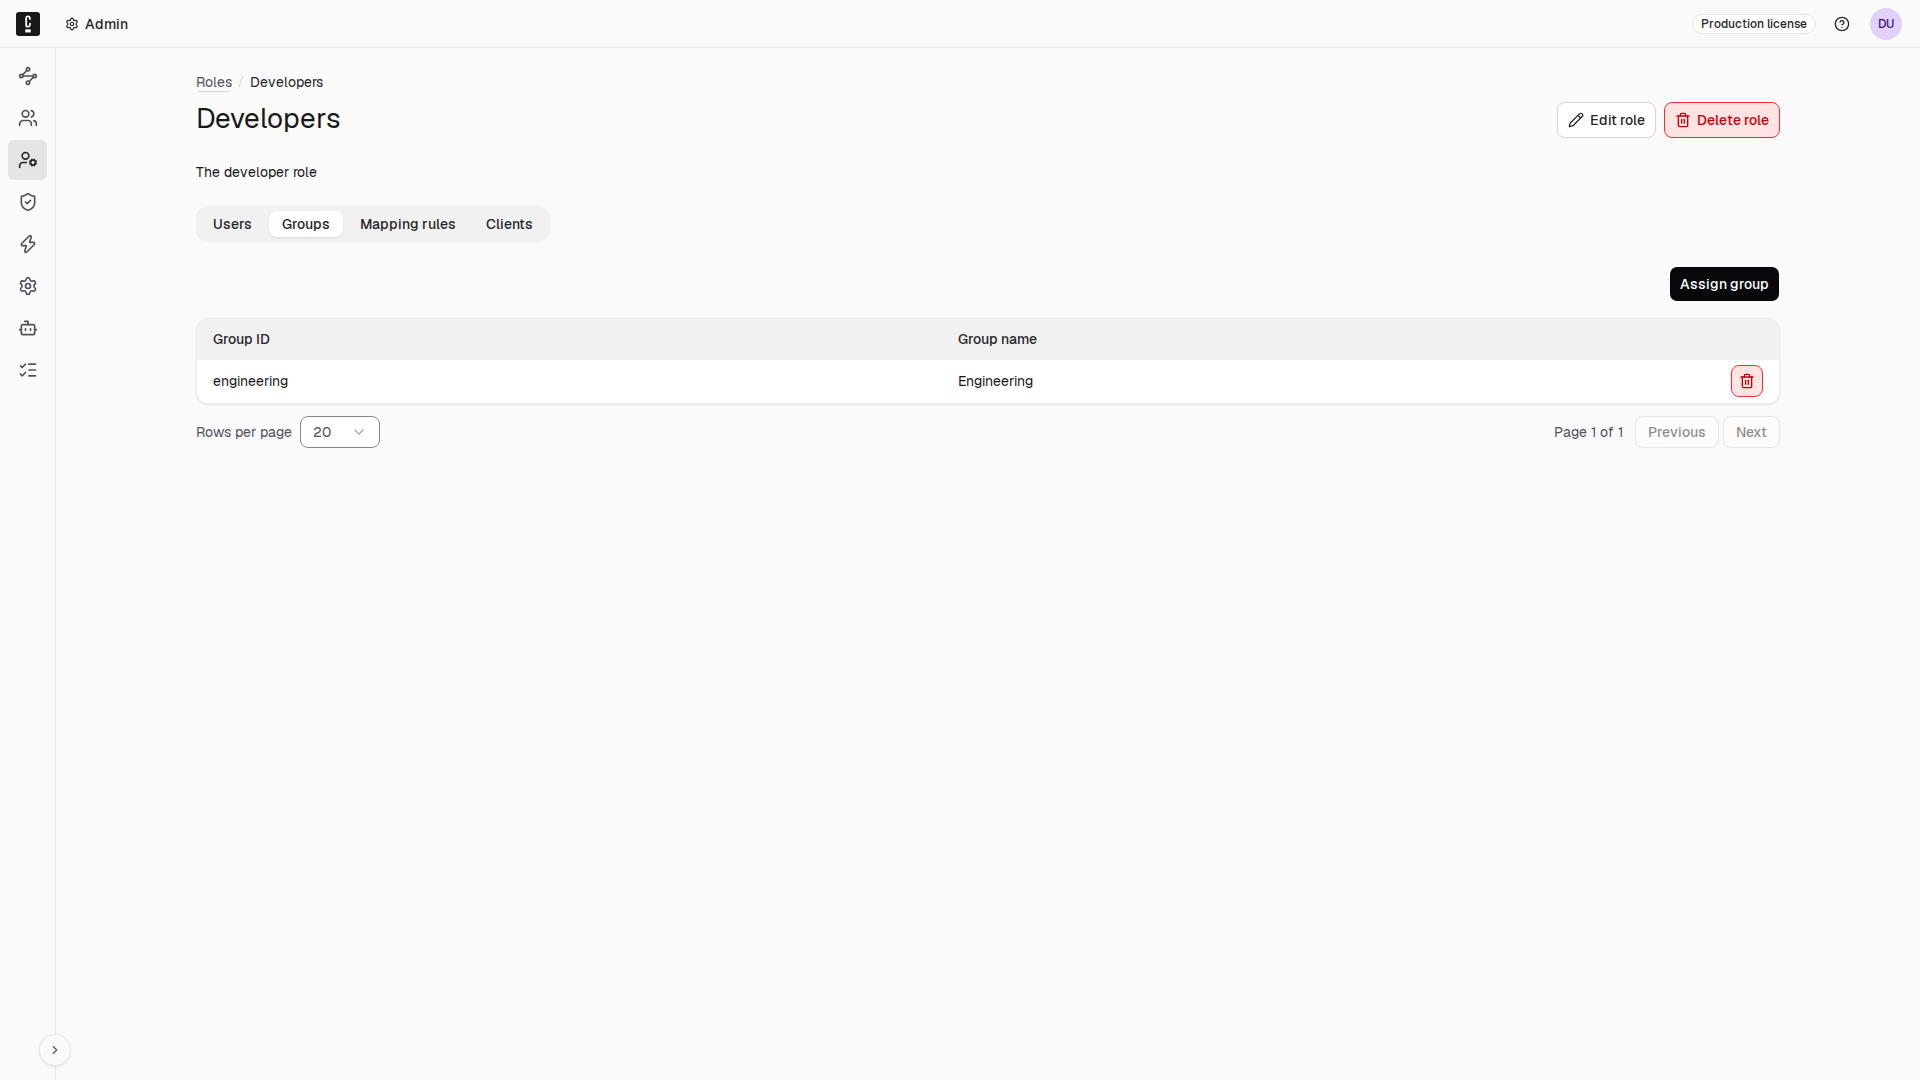 Admin
Production license
DU
Roles / Developers
Developers
Edit role
Delete role
The developer role
Users
Groups
Mapping rules
Clients
Assign group
Group ID
Group name
engineering
Engineering
Rows per page
20
Page 1 of 1
Previous
Next